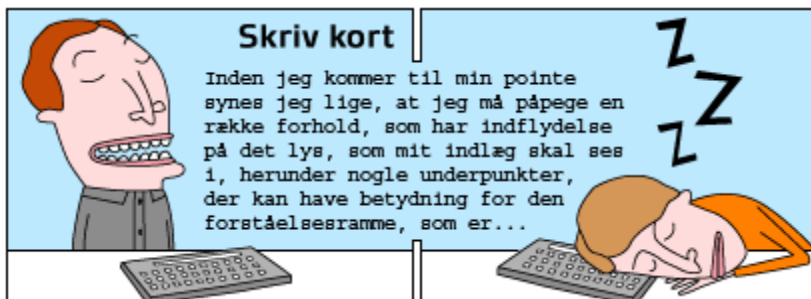 Skriv kort
Inden jeg kommer til min pointe
synes jeg lige, at jeg må påpege en
række forhold, som har indflydelse
på det lys, som mit indlæg skal ses
i, herunder nogle underpunkter,
der kan have betydning for den
forståelsesramme, som er...
Z
Z
Z